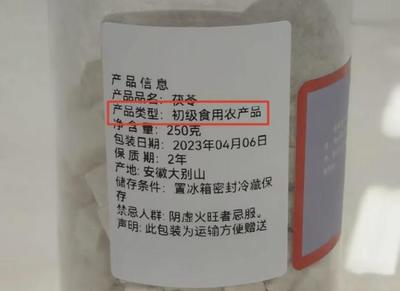 产品信息
产品品名：茯苓
产品类型：初级食用农产品
净含量：250克
包装日期：2023年04月06日
保质期：2年
产地：安徽大别山
储存条件：置冰箱密封冷藏保
存
禁忌人群：阴虚火旺者忌服。
声明：此包装为运输方便赠送